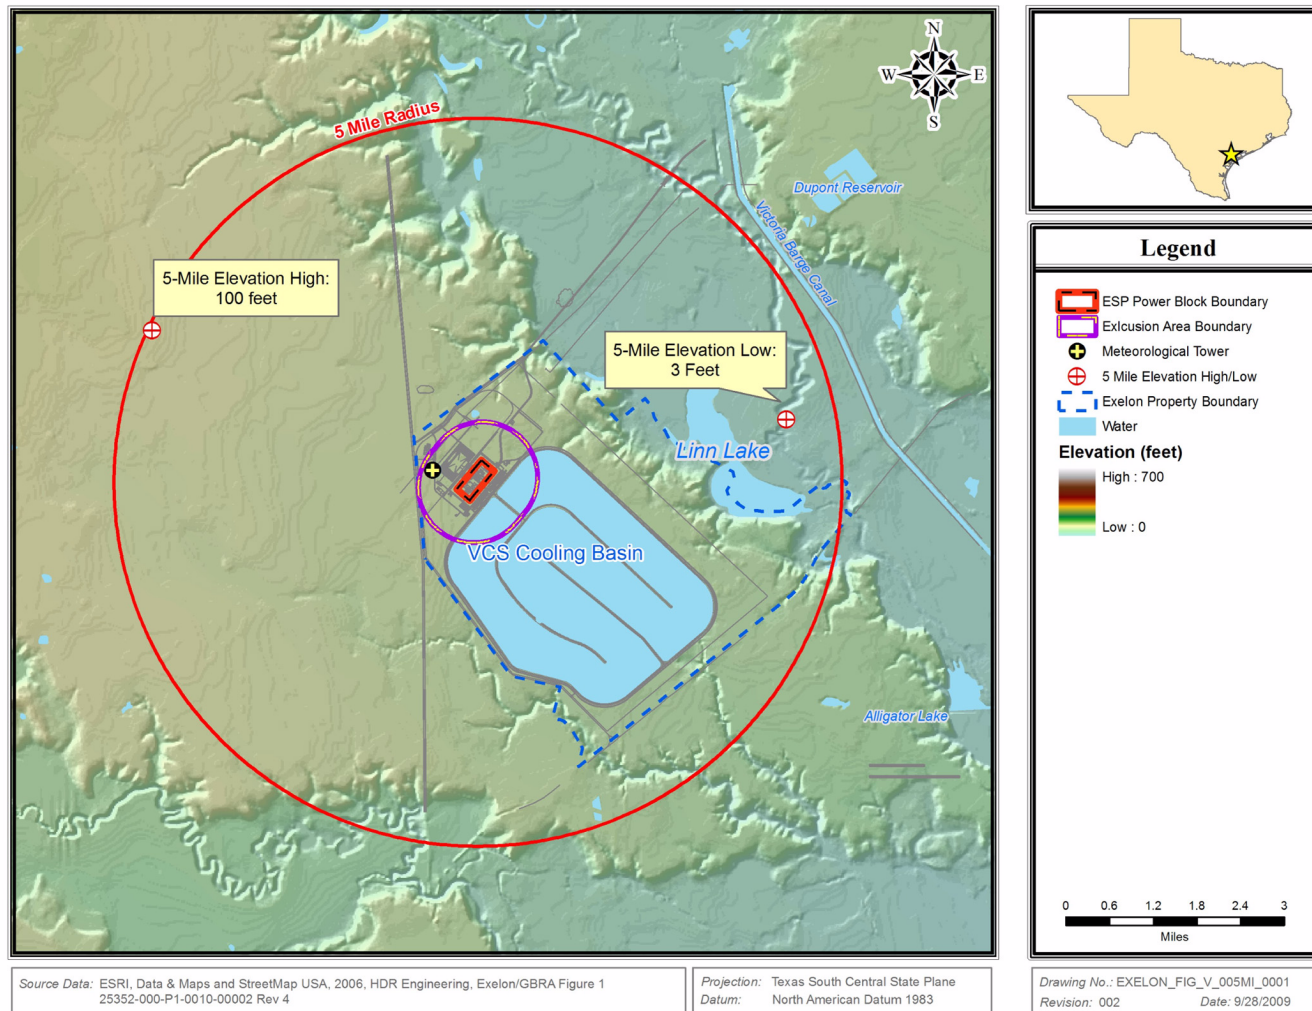 N
W E
S
5 Mile Radius
Dupont Reservoir
Victoria Barge Canal
5-Mile Elevation High:
100 feet
5-Mile Elevation Low:
3 Feet
Linn Lake
VCS Cooling Basin
Alligator Lake
Legend
ESP Power Block Boundary
Exlcusion Area Boundary
Meteorological Tower
5 Mile Elevation High/Low
Exelon Property Boundary
Water
Elevation (feet)
High : 700
Low : 0
0 0.6 1.2 1.8 2.4 3
Miles
Source Data: ESRI, Data & Maps and StreetMap USA, 2006, HDR Engineering, Exelon/GBRA Figure 1
25352-000-P1-0010-00002 Rev 4
Projection: Texas South Central State Plane
Datum: North American Datum 1983
Drawing No.: EXELON_FIG_V_005MI_0001
Revision: 002 Date: 9/28/2009